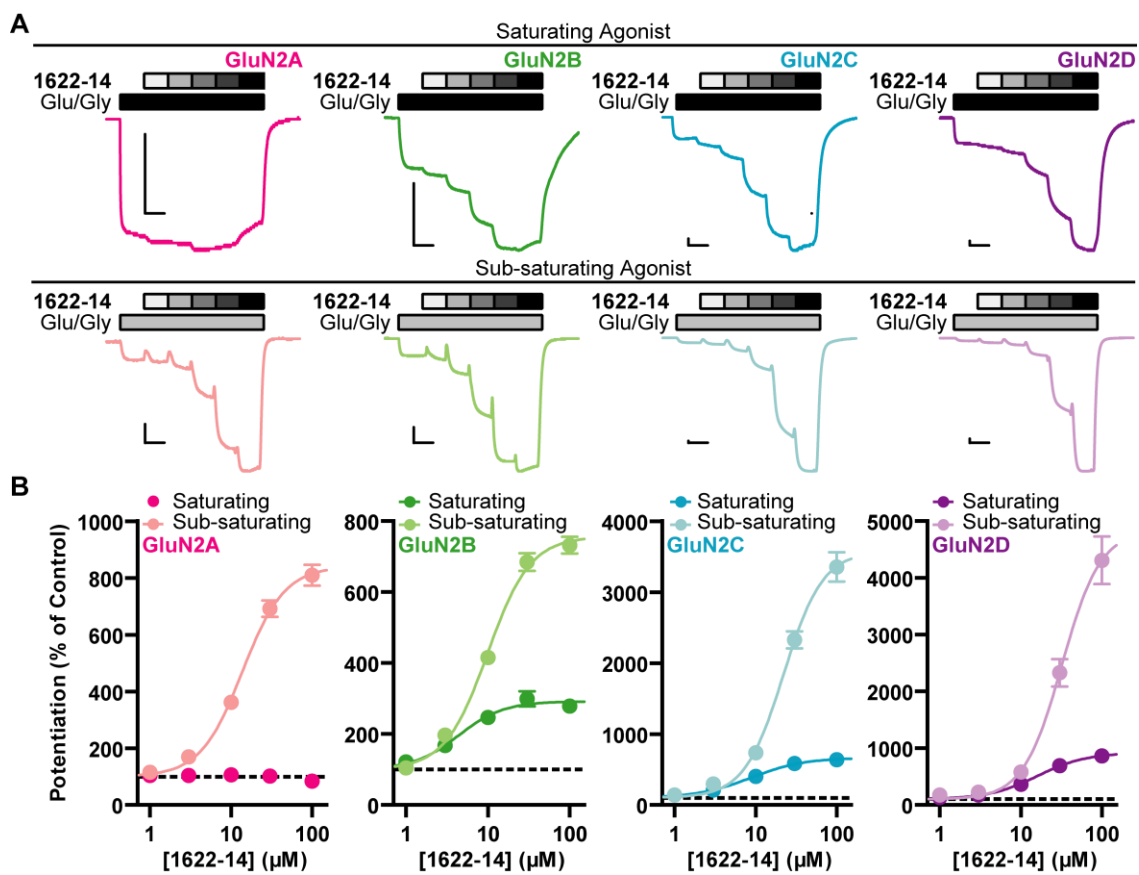 A
Saturating Agonist
GluN2A GluN2B GluN2C GluN2D
1622-14 1622-14 1622-14 1622-14
Glu/Gly Glu/Gly Glu/Gly Glu/Gly
Sub-saturating Agonist
1622-14 1622-14 1622-14 1622-14
Glu/Gly Glu/Gly Glu/Gly Glu/Gly
B
Potentiation (% of Control)
Saturating
Sub-saturating
GluN2A
1000
800
600
400
200
0
1 10 100
[1622-14] (µM)
Saturating
Sub-saturating
GluN2B
800
600
400
200
0
1 10 100
[1622-14] (µM)
Saturating
Sub-saturating
GluN2C
4000
3000
2000
1000
0
1 10 100
[1622-14] (µM)
Saturating
Sub-saturating
GluN2D
5000
4000
3000
2000
1000
0
1 10 100
[1622-14] (µM)